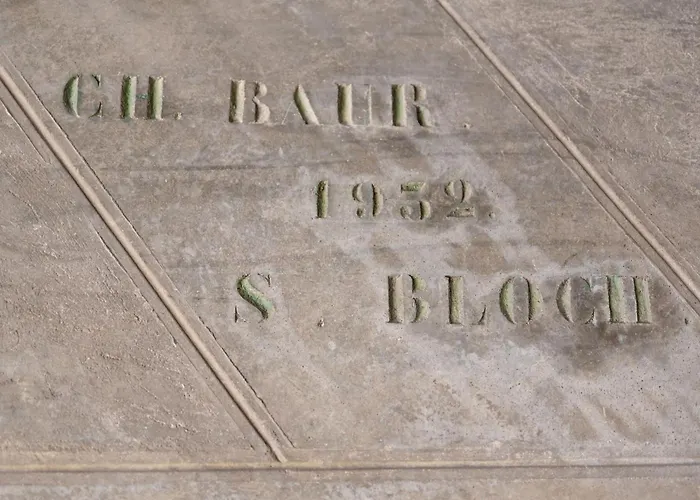 CH. BAUR.
1932.
S. BLOCH